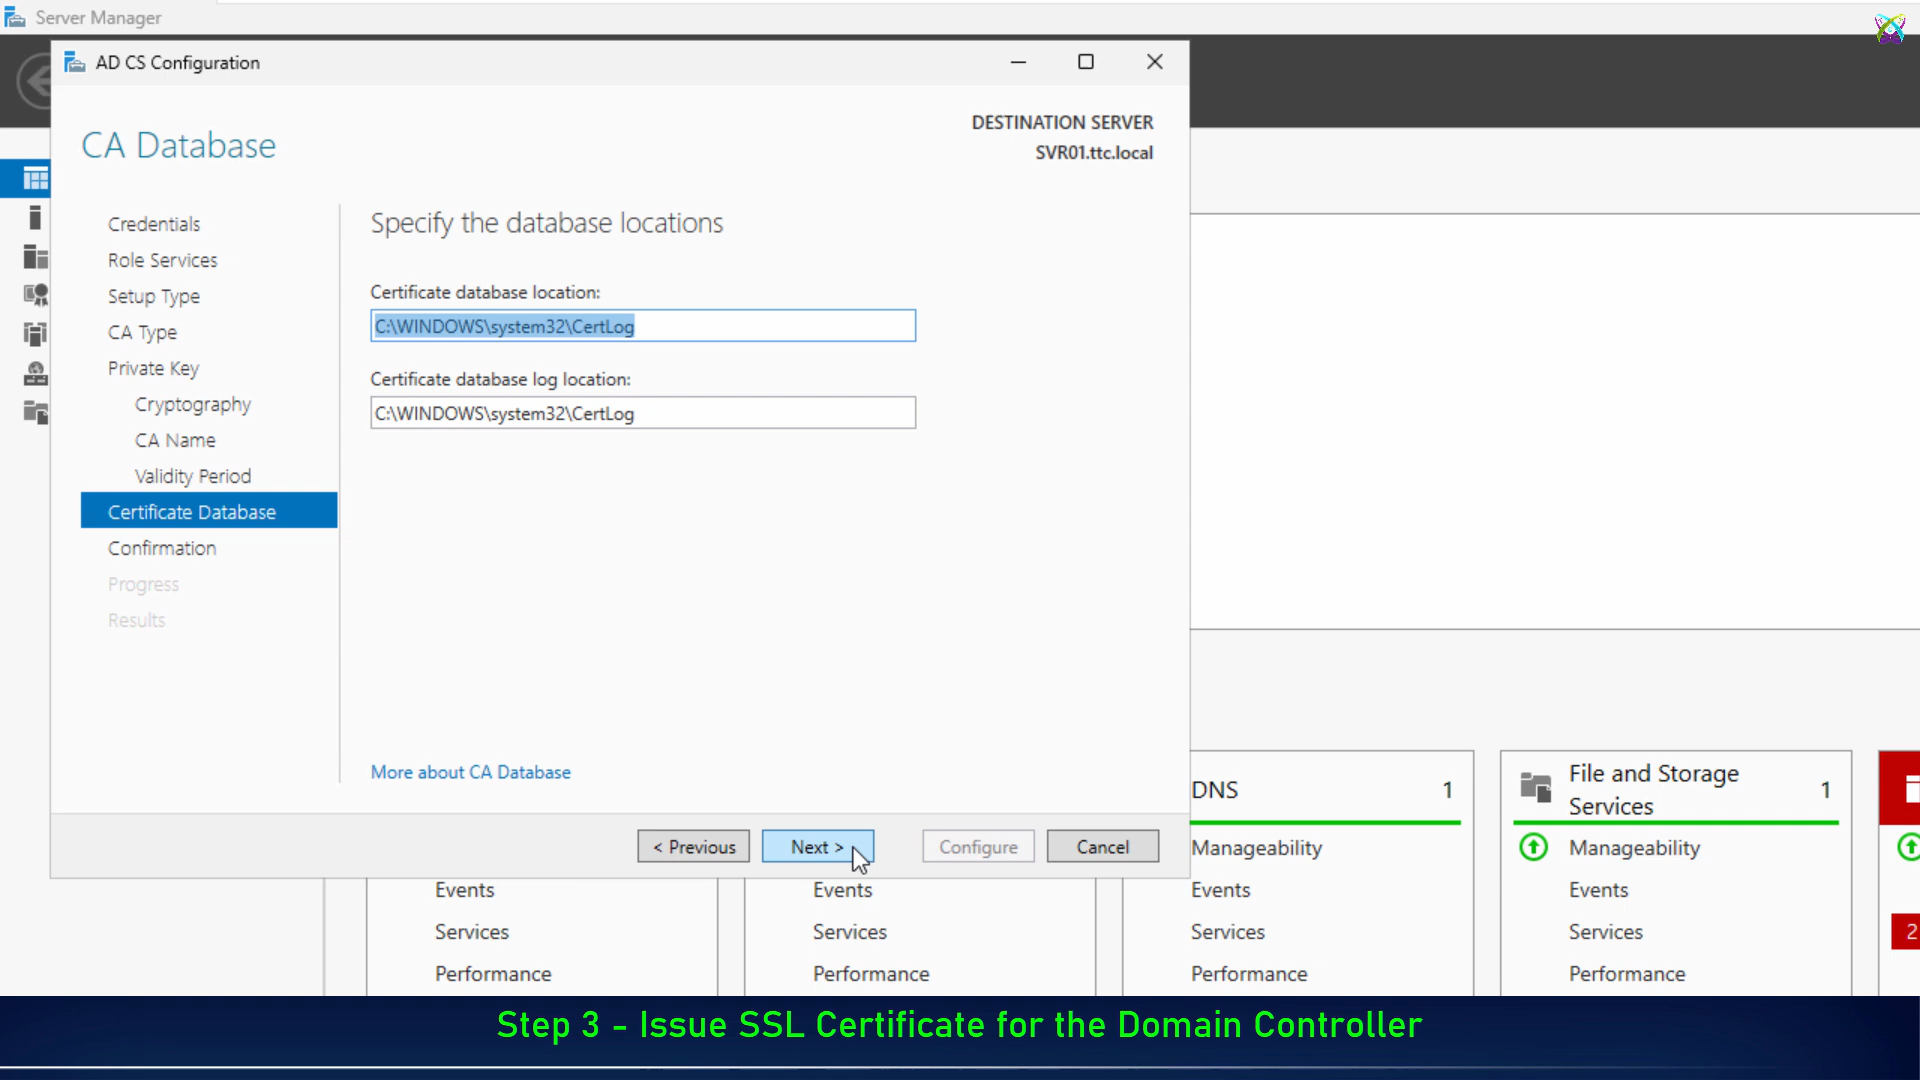 Server Manager
AD CS Configuration
CA Database
DESTINATION SERVER
SVR01.ttc.local
Credentials
Role Services
Setup Type
CA Type
Private Key
Cryptography
CA Name
Validity Period
Certificate Database
Confirmation
Progress
Results
Specify the database locations
Certificate database location:
C:\WINDOWS\system32\CertLog
Certificate database log location:
C:\WINDOWS\system32\CertLog
More about CA Database
< Previous
Next >
Configure
Cancel
DNS 1
Manageability
Events
Services
Performance
File and Storage
Services 1
Manageability
Events
Services
Performance
Events
Services
Performance
Events
Services
Performance
2
Step 3 - Issue SSL Certificate for the Domain Controller